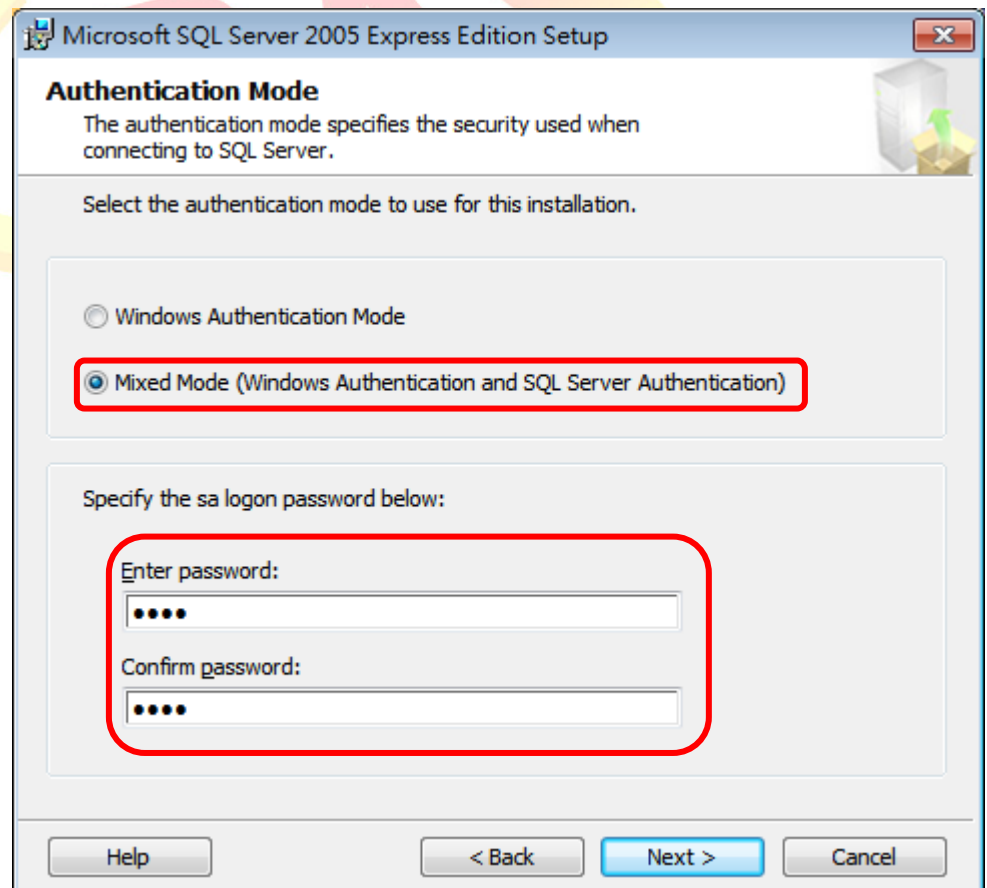 Microsoft SQL Server 2005 Express Edition Setup
Authentication Mode
The authentication mode specifies the security used when
connecting to SQL Server.
Select the authentication mode to use for this installation.
Windows Authentication Mode
Mixed Mode (Windows Authentication and SQL Server Authentication)
Specify the sa logon password below:
Enter password:
••••
Confirm password:
••••
Help
< Back
Next >
Cancel